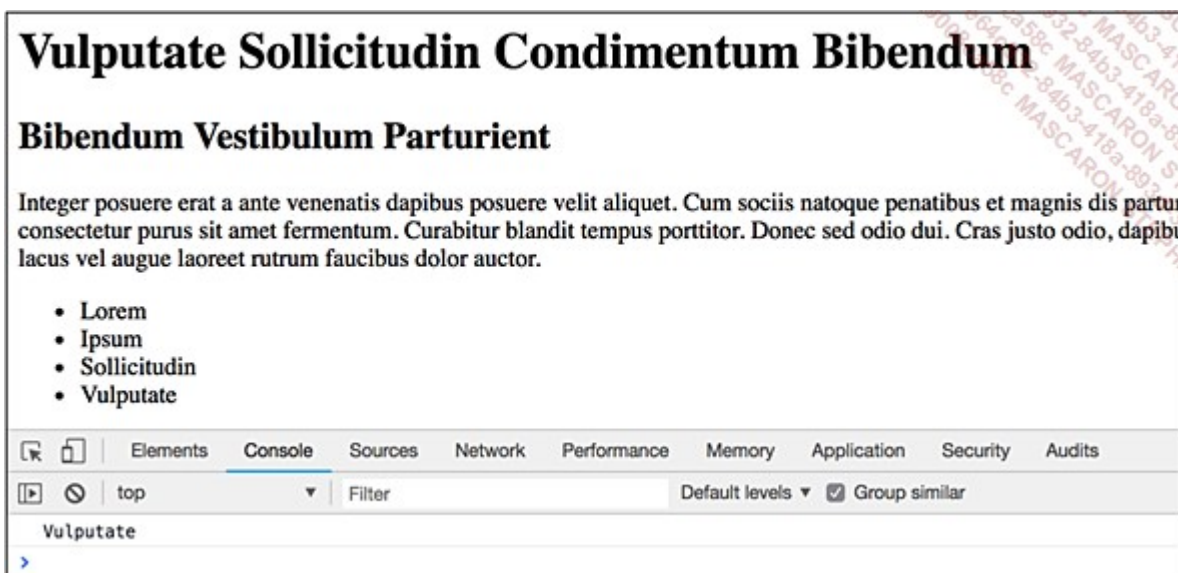 Vulputate Sollicitudin Condimentum Bibendum
Bibendum Vestibulum Parturient
Integer posuere erat a ante venenatis dapibus posuere velit aliquet. Cum sociis natoque penatibus et magnis dis partur
consectetur purus sit amet fermentum. Curabitur blandit tempus porttitor. Donec sed odio dui. Cras justo odio, dapibu
lacus vel augue laoreet rutrum faucibus dolor auctor.
• Lorem
• Ipsum
• Sollicitudin
• Vulputate
Elements Console Sources Network Performance Memory Application Security Audits
top Filter Default levels Group similar
Vulputate